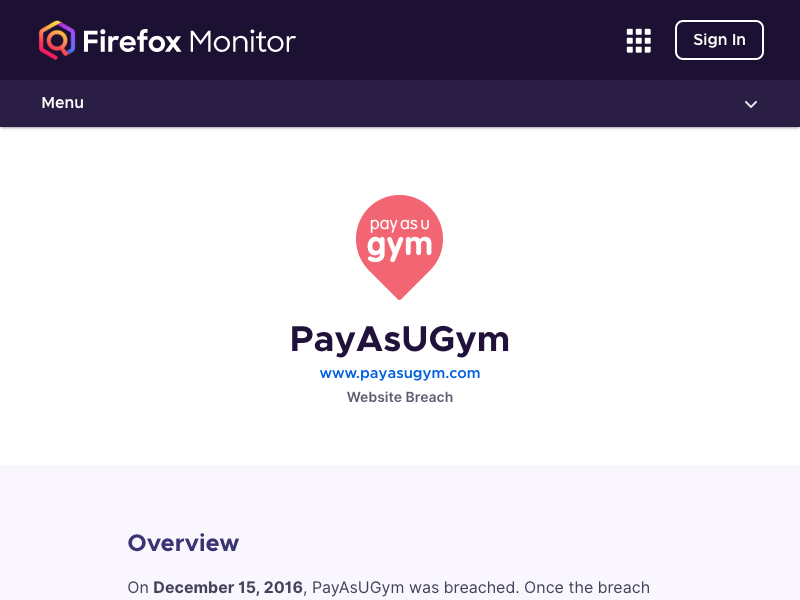 Firefox Monitor
Sign In
Menu
pay as u
gym
PayAsUGym
www.payasugym.com
Website Breach
Overview
On December 15, 2016, PayAsUGym was breached. Once the breach